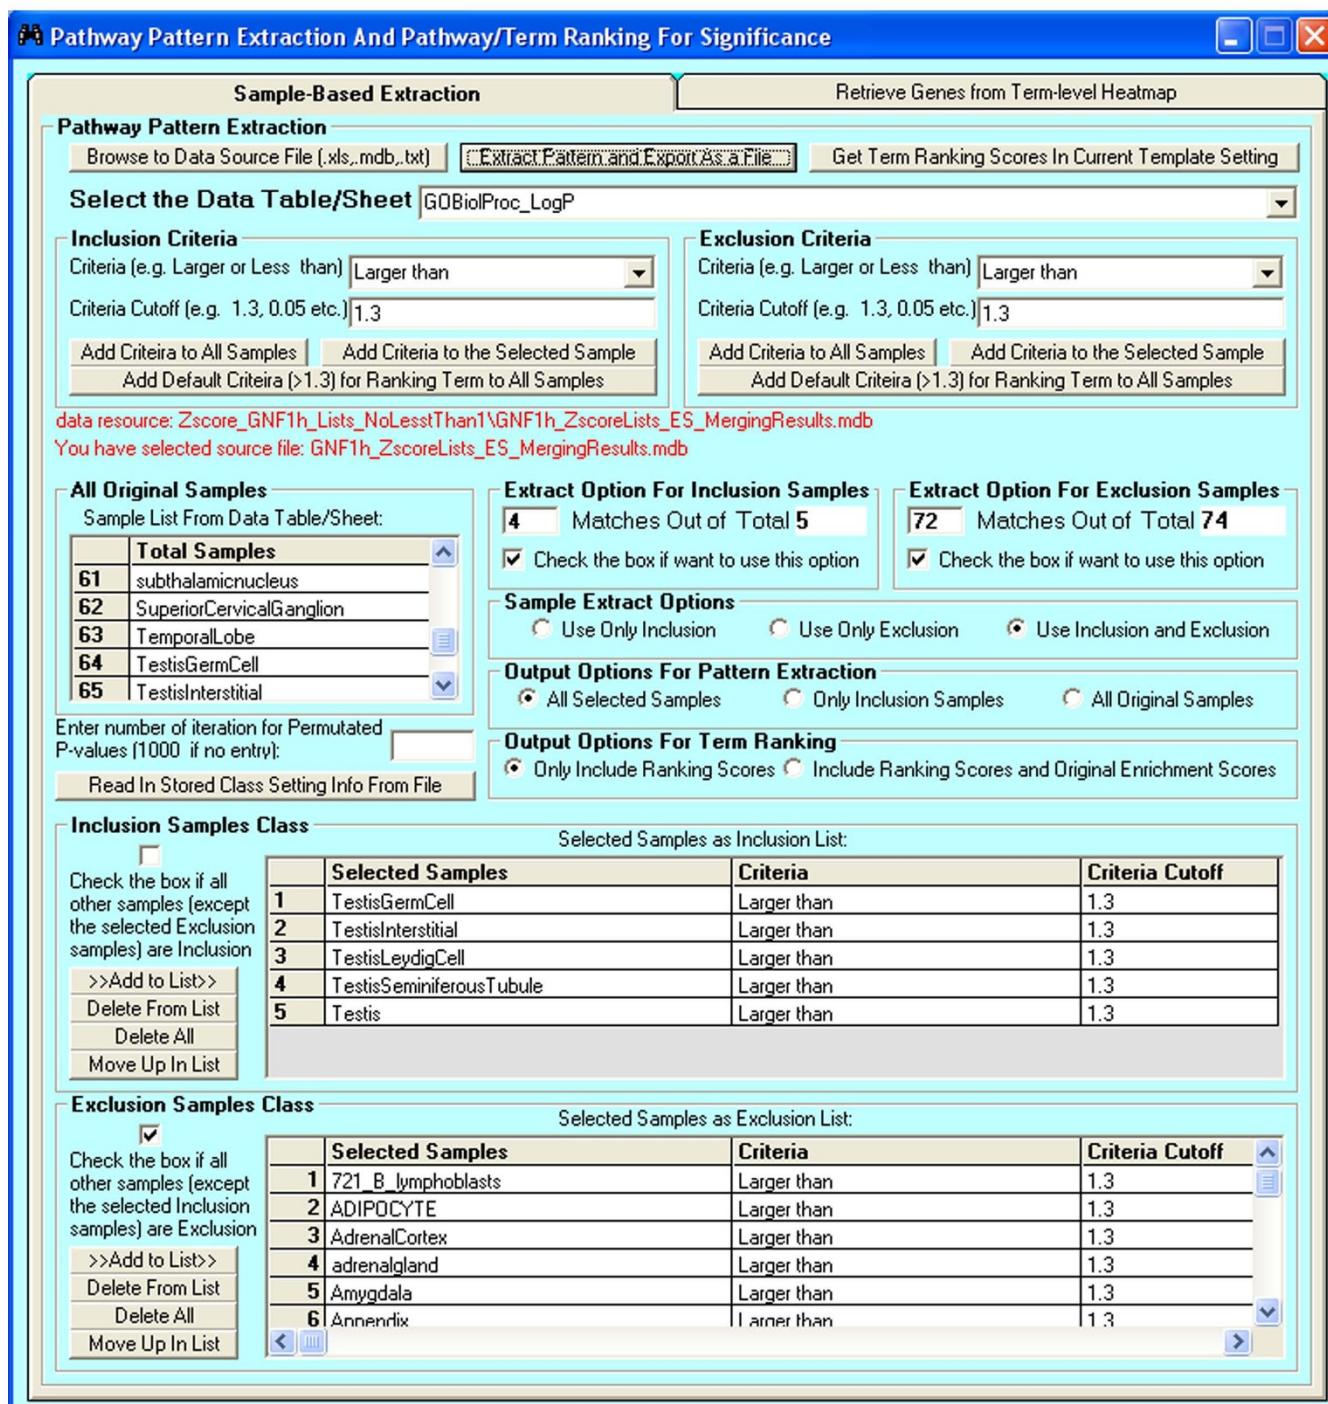 Pathway Pattern Extraction And Pathway/Term Ranking For Significance
Sample-Based Extraction
Retrieve Genes from Term-level Heatmap
Pathway Pattern Extraction
Browse to Data Source File (.xls,.mdb,.txt)
Extract Pattern and Export As a File
Get Term Ranking Scores In Current Template Setting
Select the Data Table/Sheet GOBiolProc_LogP
Inclusion Criteria
Criteria (e.g. Larger or Less than) Larger than
Criteria Cutoff (e.g. 1.3, 0.05 etc.) 1.3
Add Criteira to All Samples
Add Criteria to the Selected Sample
Add Default Criteira (>1.3) for Ranking Term to All Samples
Exclusion Criteria
Criteria (e.g. Larger or Less than) Larger than
Criteria Cutoff (e.g. 1.3, 0.05 etc.) 1.3
Add Criteira to All Samples
Add Criteria to the Selected Sample
Add Default Criteira (>1.3) for Ranking Term to All Samples
data resource: Zscore_GNF1h_Lists_NoLesstThan1\GNF1h_ZscoreLists_ES_MergingResults.mdb
You have selected source file: GNF1h_ZscoreLists_ES_MergingResults.mdb
All Original Samples
Sample List From Data Table/Sheet:
Total Samples
61 subthalamicnucleus
62 SuperiorCervicalGanglion
63 TemporalLobe
64 TestisGermCell
65 TestisInterstitial
Enter number of iteration for Permutated
P-values (1000 if no entry):
Read In Stored Class Setting Info From File
Extract Option For Inclusion Samples
4 Matches Out of Total 5
Check the box if want to use this option
Extract Option For Exclusion Samples
72 Matches Out of Total 74
Check the box if want to use this option
Sample Extract Options
Use Only Inclusion Use Only Exclusion Use Inclusion and Exclusion
Output Options For Pattern Extraction
All Selected Samples Only Inclusion Samples All Original Samples
Output Options For Term Ranking
Only Include Ranking Scores Include Ranking Scores and Original Enrichment Scores
Inclusion Samples Class
Check the box if all
other samples (except
the selected Exclusion
samples) are Inclusion
>>Add to List>>
Delete From List
Delete All
Move Up In List
Selected Samples as Inclusion List:
Selected Samples Criteria Criteria Cutoff
1 TestisGermCell Larger than 1.3
2 TestisInterstitial Larger than 1.3
3 TestisLeydigCell Larger than 1.3
4 TestisSeminiferousTubule Larger than 1.3
5 Testis Larger than 1.3
Exclusion Samples Class
Check the box if all
other samples (except
the selected Inclusion
samples) are Exclusion
>>Add to List>>
Delete From List
Delete All
Move Up In List
Selected Samples as Exclusion List:
Selected Samples Criteria Criteria Cutoff
1 721_B_lymphoblasts Larger than 1.3
2 ADIPOCYTE Larger than 1.3
3 AdrenalCortex Larger than 1.3
4 adrenalgland Larger than 1.3
5 Amygdala Larger than 1.3
6 Appendix Larger than 1.3